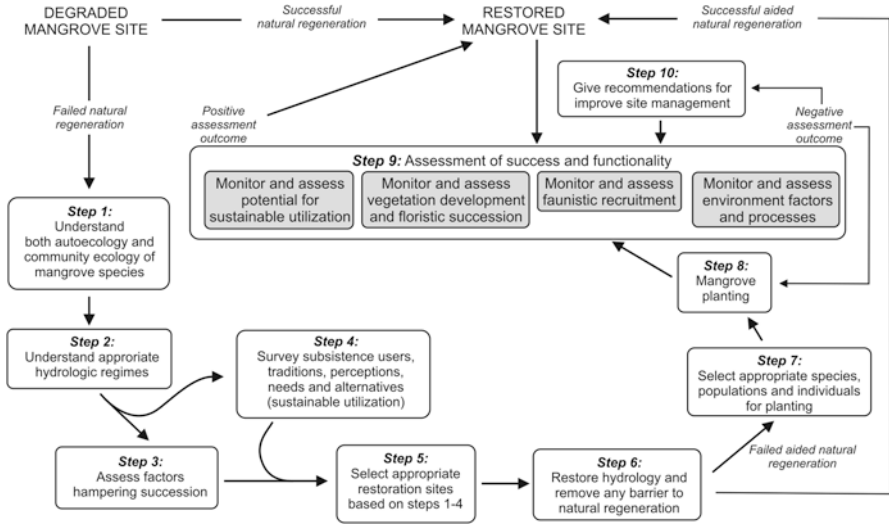 DEGRADED
MANGROVE SITE
Successful
natural regeneration
RESTORED
MANGROVE SITE
Successful aided
natural regeneration
Step 10:
Give recommendations for
improve site management
Failed natural
regeneration
Positive
assessment
outcome
Negative
assessment
outcome
Step 9: Assessment of success and functionality
Monitor and assess
potential for
sustainable utilization
Monitor and assess
vegetation development
and floristic succession
Monitor and assess
faunistic recruitment
Monitor and assess
environment factors
and processes
Step 1:
Understand
both autoecology and
community ecology of
mangrove species
Step 8:
Mangrove
planting
Step 2:
Understand approriate
hydrologic regimes
Step 4:
Survey subsistence users,
traditions, perceptions,
needs and alternatives
(sustainable utilization)
Step 7:
Select appropriate species,
populations and individuals
for planting
Step 3:
Assess factors
hampering succession
Step 5:
Select appropriate
restoration sites
based on steps 1-4
Step 6:
Restore hydrology and
remove any barrier to
natural regeneration
Failed aided natural
regeneration